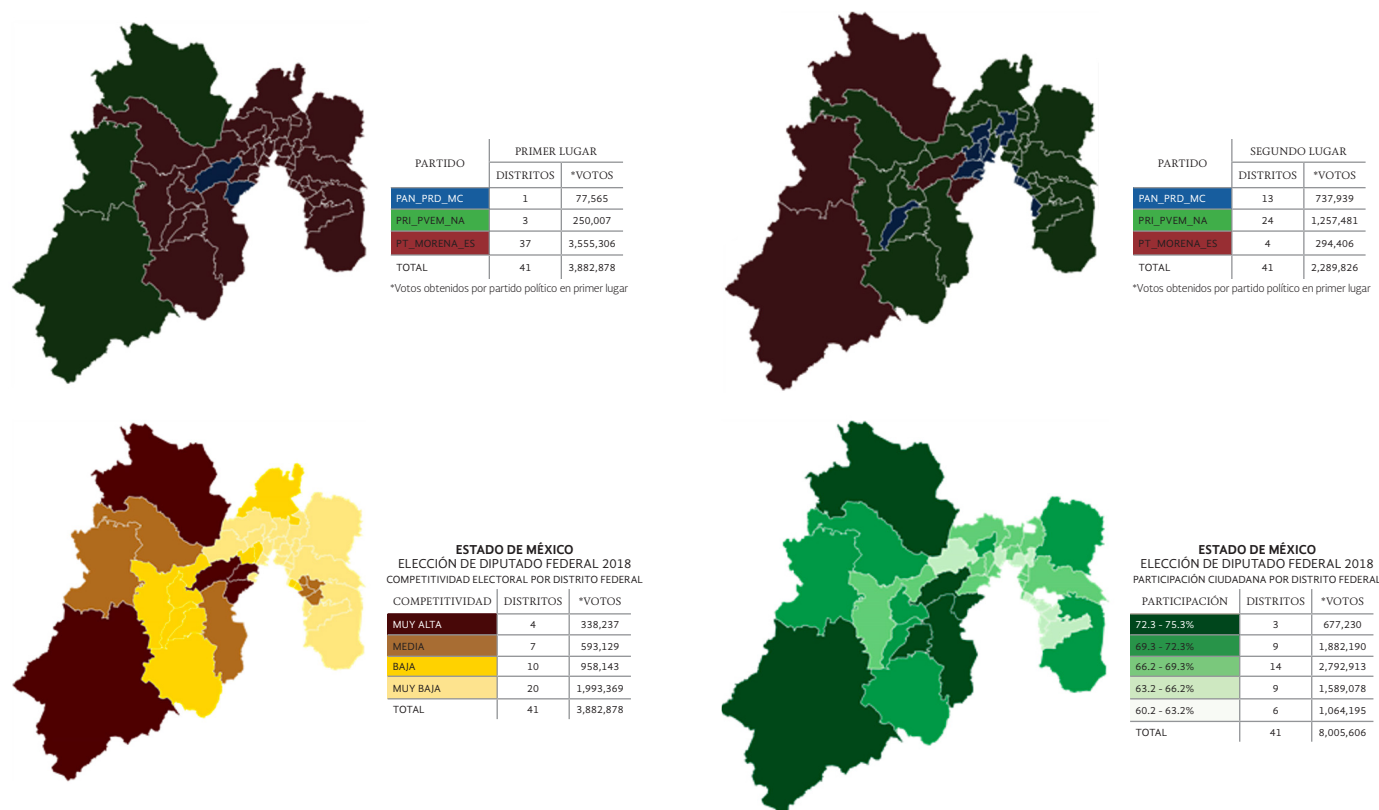 PARTIDO PRIMER LUGAR
DISTRITOS *VOTOS
PAN_PRD_MC 1 77,565
PRI_PVEM_NA 3 250,007
PT_MORENA_ES 37 3,555,306
TOTAL 41 3,882,878
*Votos obtenidos por partido político en primer lugar
PARTIDO SEGUNDO LUGAR
DISTRITOS *VOTOS
PAN_PRD_MC 13 737,939
PRI_PVEM_NA 24 1,257,481
PT_MORENA_ES 4 294,406
TOTAL 41 2,289,826
*Votos obtenidos por partido político en primer lugar
ESTADO DE MÉXICO
ELECCIÓN DE DIPUTADO FEDERAL 2018
COMPETITIVIDAD ELECTORAL POR DISTRITO FEDERAL
COMPETITIVIDAD DISTRITOS *VOTOS
MUY ALTA 4 338,237
MEDIA 7 593,129
BAJA 10 958,143
MUY BAJA 20 1,993,369
TOTAL 41 3,882,878
ESTADO DE MÉXICO
ELECCIÓN DE DIPUTADO FEDERAL 2018
PARTICIPACIÓN CIUDADANA POR DISTRITO FEDERAL
PARTICIPACIÓN DISTRITOS *VOTOS
72.3 - 75.3% 3 677,230
69.3 - 72.3% 9 1,882,190
66.2 - 69.3% 14 2,792,913
63.2 - 66.2% 9 1,589,078
60.2 - 63.2% 6 1,064,195
TOTAL 41 8,005,606